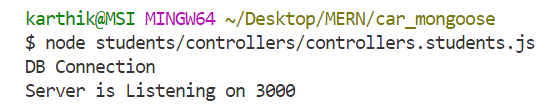 karthik@MSI MINGW64 ~/Desktop/MERN/car_mongoose
$ node students/controllers/controllers.students.js
DB Connection
Server is Listening on 3000